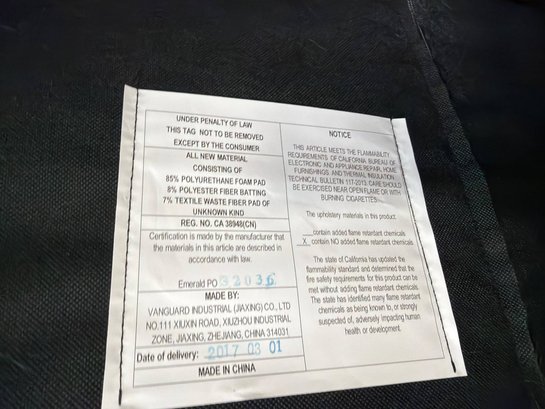 UNDER PENALTY OF LAW
THIS TAG NOT TO BE REMOVED
EXCEPT BY THE CONSUMER
ALL NEW MATERIAL
CONSISTING OF
85% POLYURETHANE FOAM PAD
8% POLYESTER FIBER BATTING
7% TEXTILE WASTE FIBER PAD OF
UNKNOWN KIND
REG. NO. CA 38948(CN)
Certification is made by the manufacturer that
the materials in this article are described in
accordance with law.
Emerald PO 32036
MADE BY:
VANGUARD INDUSTRIAL (JIAXING) CO., LTD
NO.111 XIUXIN ROAD, XIUZHOU INDUSTRIAL
ZONE, JIAXING, ZHEJIANG, CHINA 314031
Date of delivery: 2017 03 01
MADE IN CHINA
NOTICE
THIS ARTICLE MEETS THE FLAMMABILITY
REQUIREMENTS OF CALIFORNIA BUREAU OF
ELECTRONIC AND APPLIANCE REPAIR, HOME
FURNISHINGS, AND THERMAL INSULATION
TECHNICAL BULLETIN 117-2013. CARE SHOULD
BE EXERCISED NEAR OPEN FLAME OR WITH
BURNING CIGARETTES.
The upholstery materials in this product:
___contain added flame retardant chemicals
_X_ contain NO added flame retardant chemicals
The state of California has updated the
flammability standard and determined that the
fire safety requirements for this product can be
met without adding flame retardant chemicals.
The state has identified many flame retardant
chemicals as being known to, or strongly
suspected of, adversely impacting human
health or development.